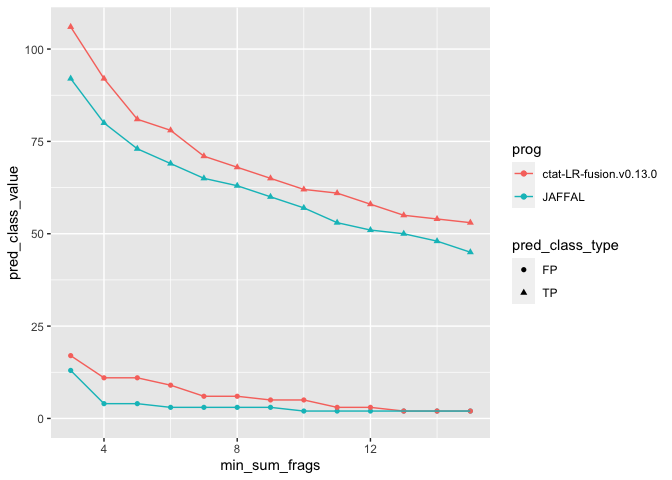 100
75
50
25
0
pred_class_value
4
8
12
min_sum_frags
prog
ctat-LR-fusion.v0.13.0
JAFFAL
pred_class_type
FP
TP